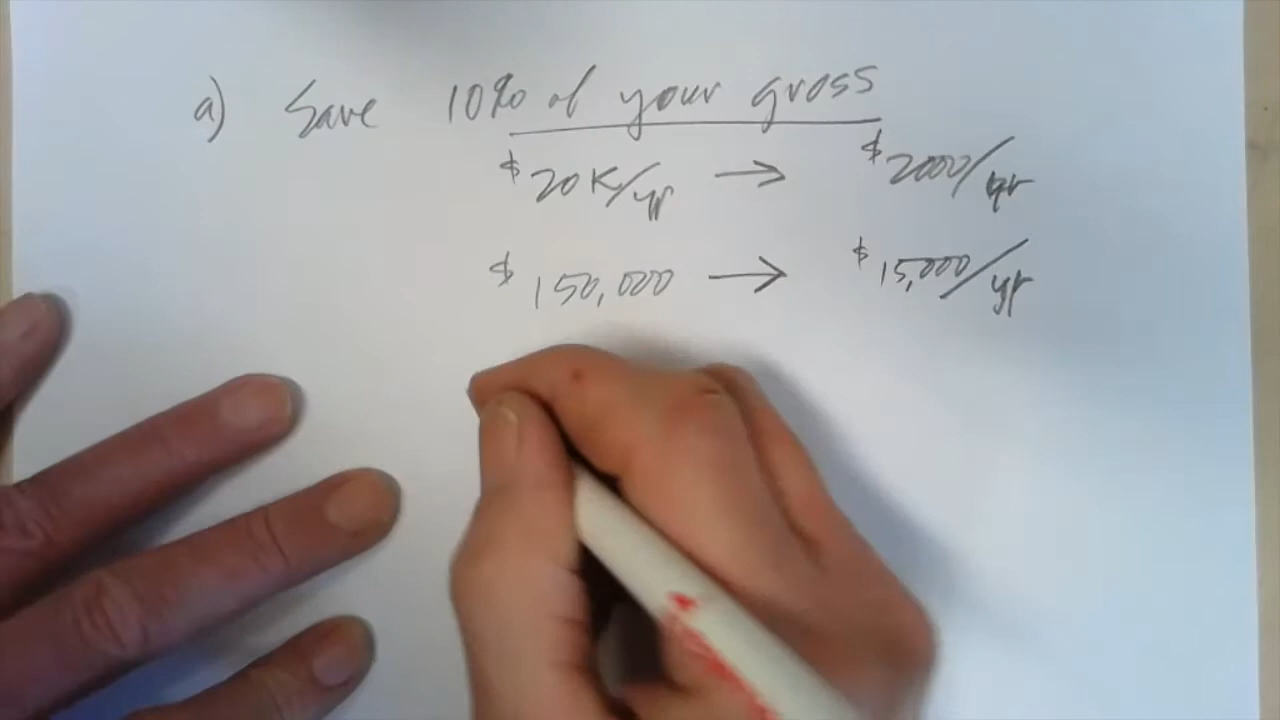 a) Save 10% of your gross
$20K/yr → $2000/yr
$150,000 → $15,000/yr